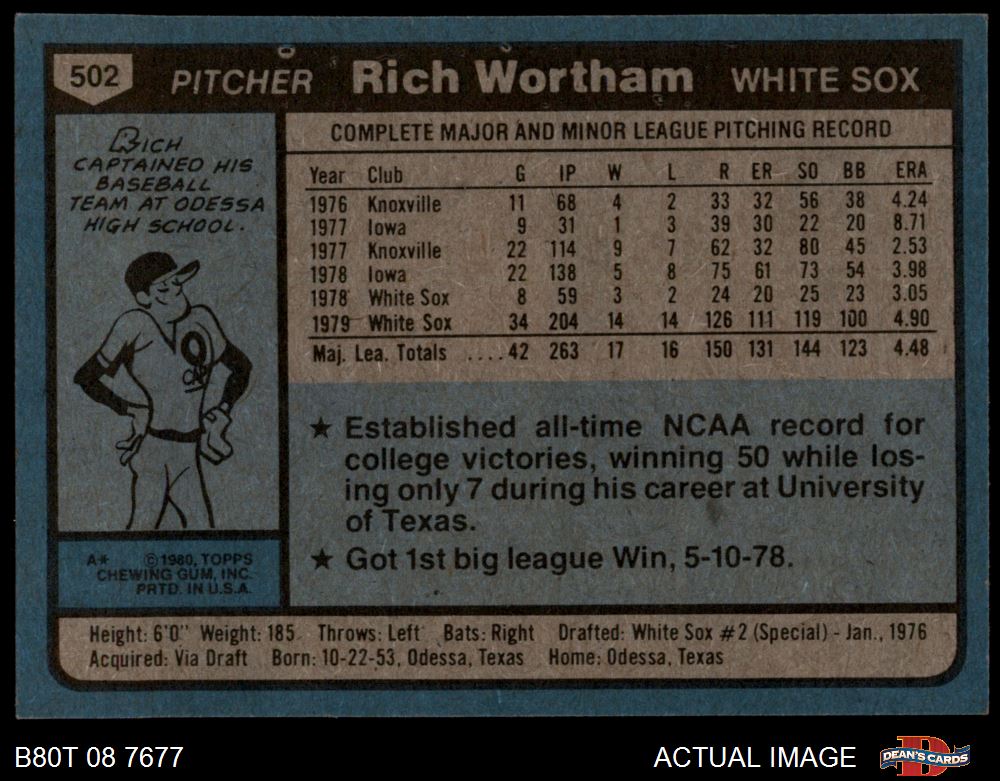 502 PITCHER Rich Wortham WHITE SOX
RICH
CAPTAINED HIS
BASEBALL
TEAM AT ODESSA
HIGH SCHOOL.
A* ©1980, TOPPS
CHEWING GUM, INC.
PRTD. IN U.S.A.
COMPLETE MAJOR AND MINOR LEAGUE PITCHING RECORD
Year Club G IP W L R ER SO BB ERA
1976 Knoxville 11 68 4 2 33 32 56 38 4.24
1977 Iowa 9 31 1 3 39 30 22 20 8.71
1977 Knoxville 22 114 9 7 62 32 80 45 2.53
1978 Iowa 22 138 5 8 75 61 73 54 3.98
1978 White Sox 8 59 3 2 24 20 25 23 3.05
1979 White Sox 34 204 14 14 126 111 119 100 4.90
Maj. Lea. Totals ....42 263 17 16 150 131 144 123 4.48
★ Established all-time NCAA record for
college victories, winning 50 while los-
ing only 7 during his career at University
of Texas.
★ Got 1st big league Win, 5-10-78.
Height: 6'0" Weight: 185 Throws: Left Bats: Right Drafted: White Sox #2 (Special) - Jan., 1976
Acquired: Via Draft Born: 10-22-53, Odessa, Texas Home: Odessa, Texas
B80T 08 7677 ACTUAL IMAGE DEAN'S CARDS